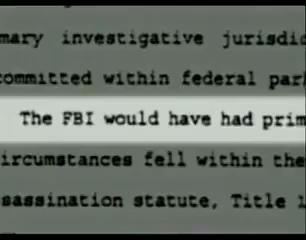 mary investigative jurisdic
committed within federal par
The FBI would have had prim
ircumstances fell within the
sassination statute, Title 1